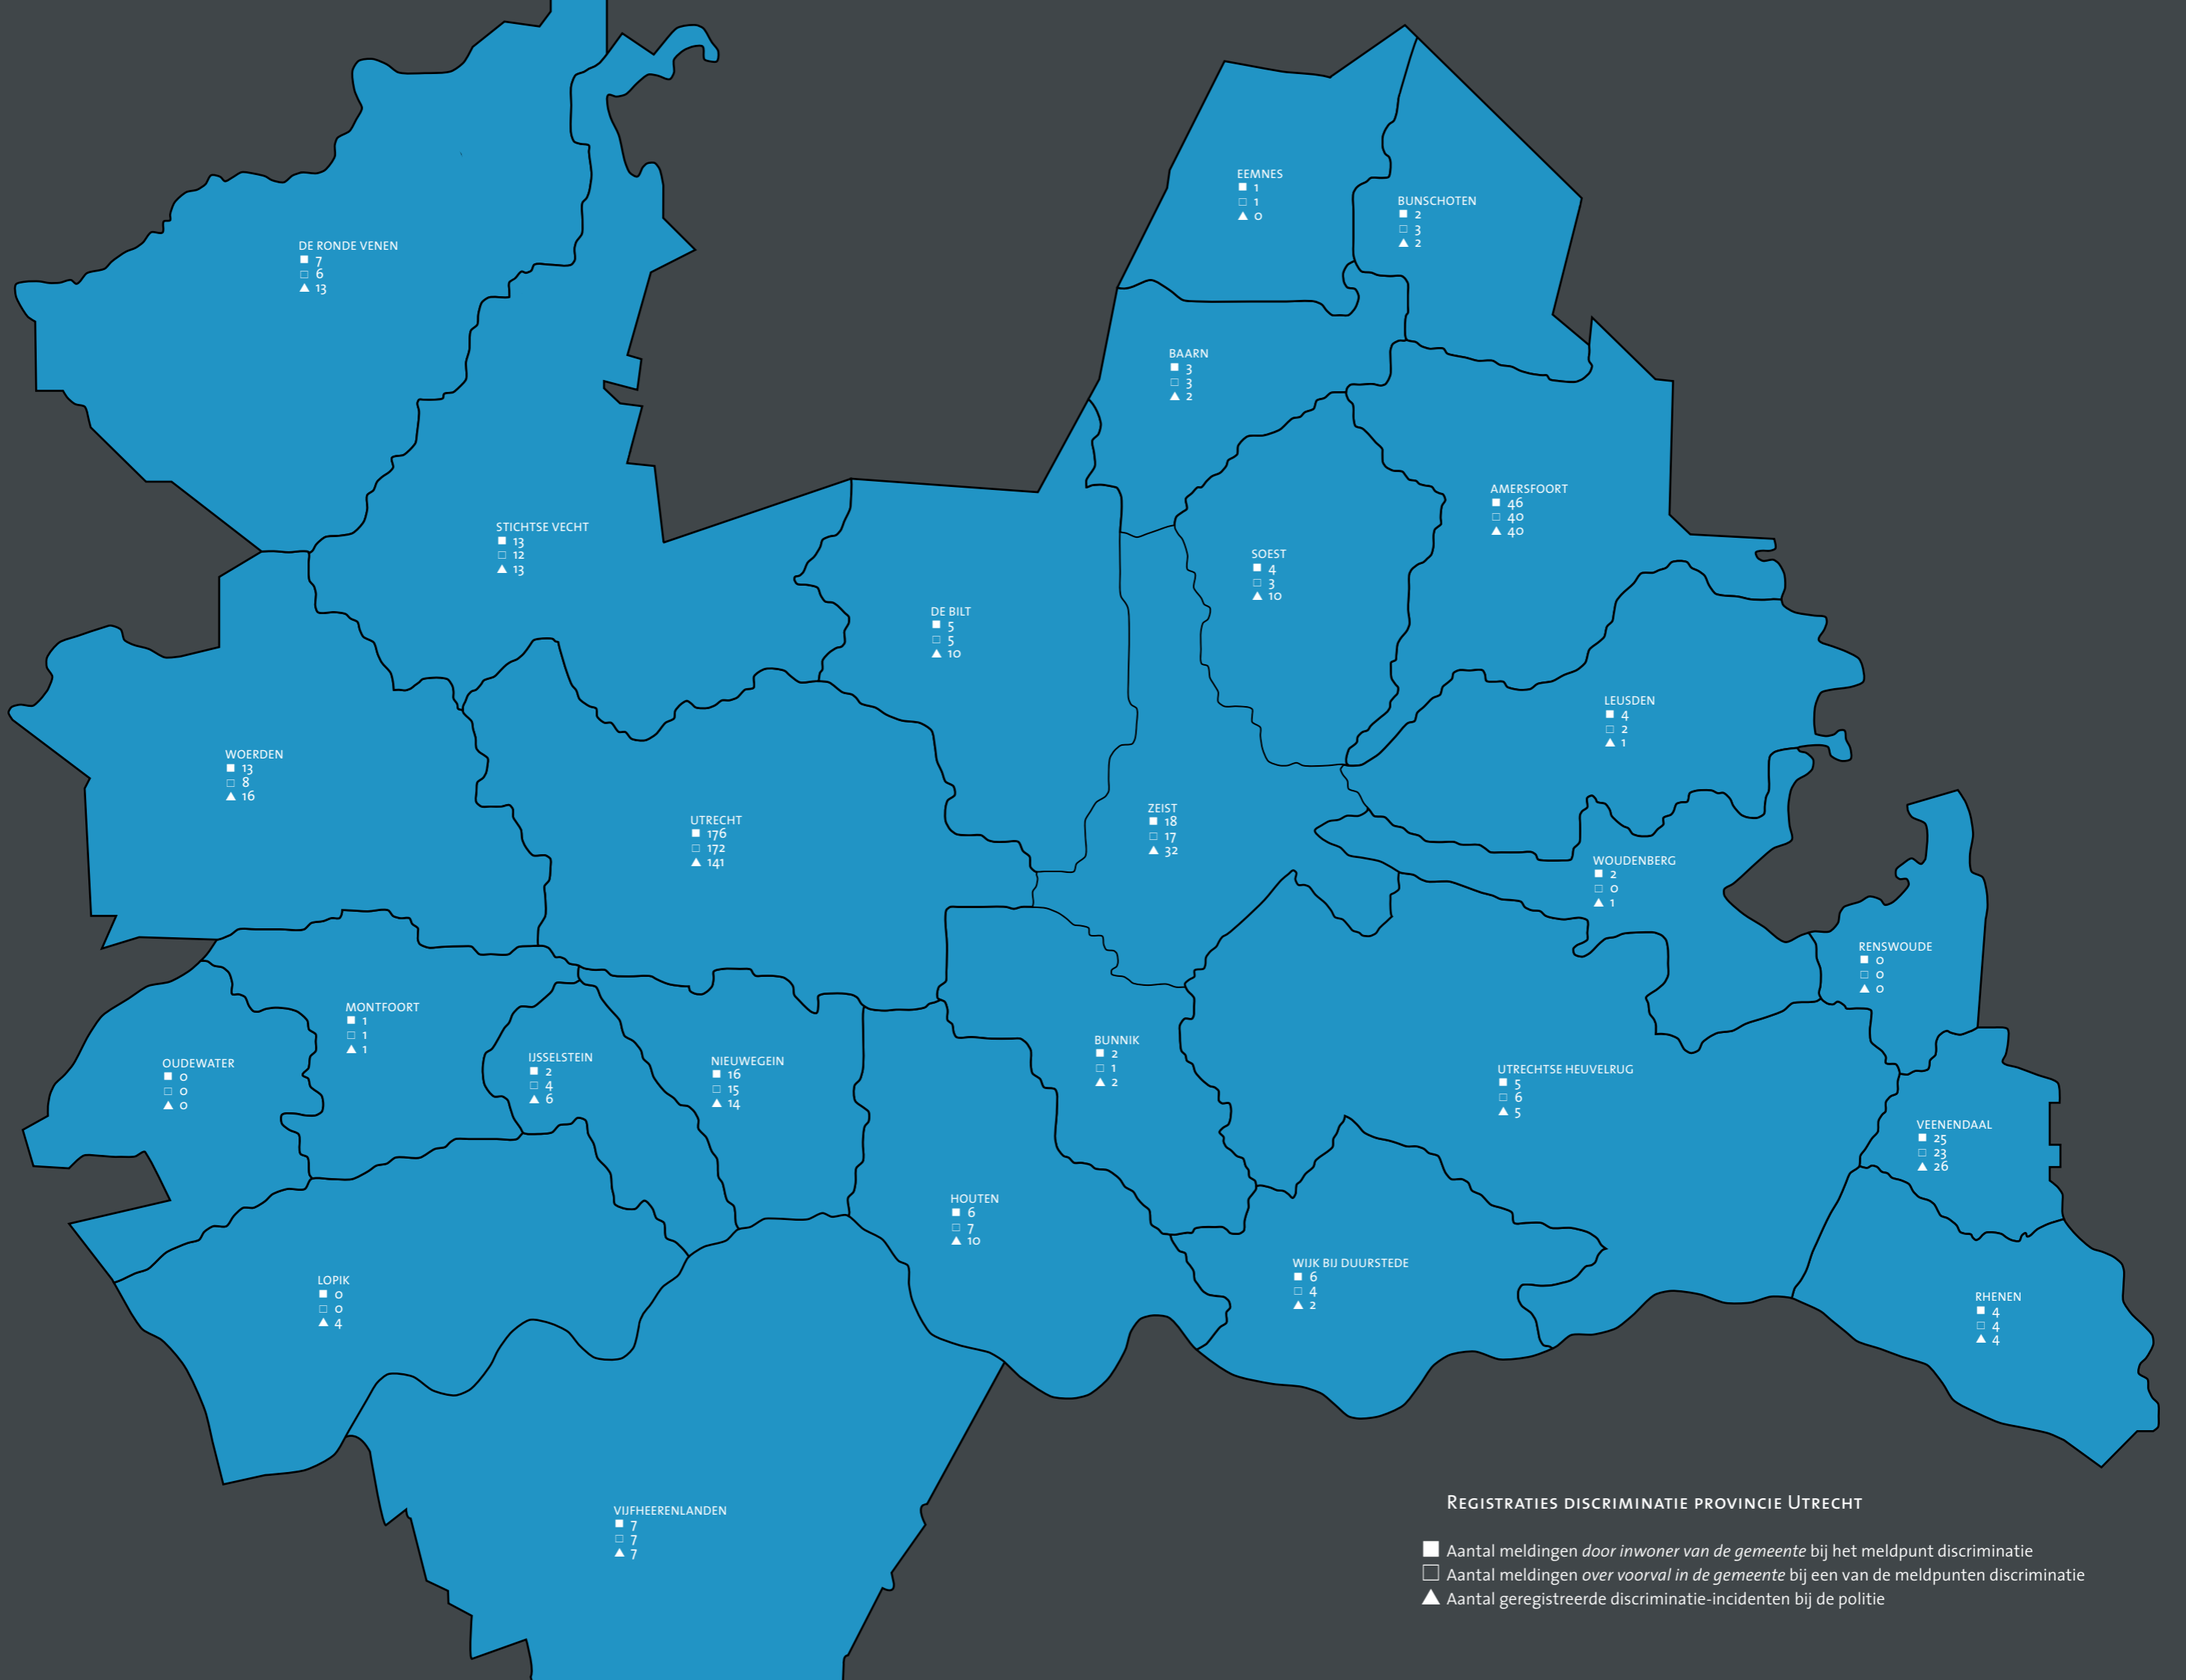 EEMNES
■ 1
□ 1
▲ 0
BUNSCHOTEN
■ 2
□ 3
▲ 2
DE RONDE VENEN
■ 7
□ 6
▲ 13
BAARN
■ 3
□ 3
▲ 2
AMERSFOORT
■ 46
□ 40
▲ 40
STICHTSE VECHT
■ 13
□ 12
▲ 13
SOEST
■ 4
□ 3
▲ 10
DE BILT
■ 5
□ 5
▲ 10
LEUSDEN
■ 4
□ 2
▲ 1
WOERDEN
■ 13
□ 8
▲ 16
ZEIST
■ 18
□ 17
▲ 32
UTRECHT
■ 176
□ 172
▲ 141
WOUDENBERG
■ 2
□ 0
▲ 1
RENSWOUDE
■ 0
□ 0
▲ 0
MONTFOORT
■ 1
□ 1
▲ 1
BUNNIK
■ 2
□ 1
▲ 2
OUDEWATER
■ 0
□ 0
▲ 0
IJSSELSTEIN
■ 2
□ 4
▲ 6
NIEUWEGEIN
■ 16
□ 15
▲ 14
UTRECHTSE HEUVELRUG
■ 5
□ 6
▲ 5
VEENENDAAL
■ 25
□ 23
▲ 26
HOUTEN
■ 6
□ 7
▲ 10
WIJK BIJ DUURSTEDE
■ 6
□ 4
▲ 2
LOPIK
■ 0
□ 0
▲ 4
RHENEN
■ 4
□ 4
▲ 4
VIJFHEERENLANDEN
■ 7
□ 7
▲ 7
REGISTRATIES DISCRIMINATIE PROVINCIE UTRECHT
■ Aantal meldingen door inwoner van de gemeente bij het meldpunt discriminatie
□ Aantal meldingen over voorval in de gemeente bij een van de meldpunten discriminatie
▲ Aantal geregistreerde discriminatie-incidenten bij de politie